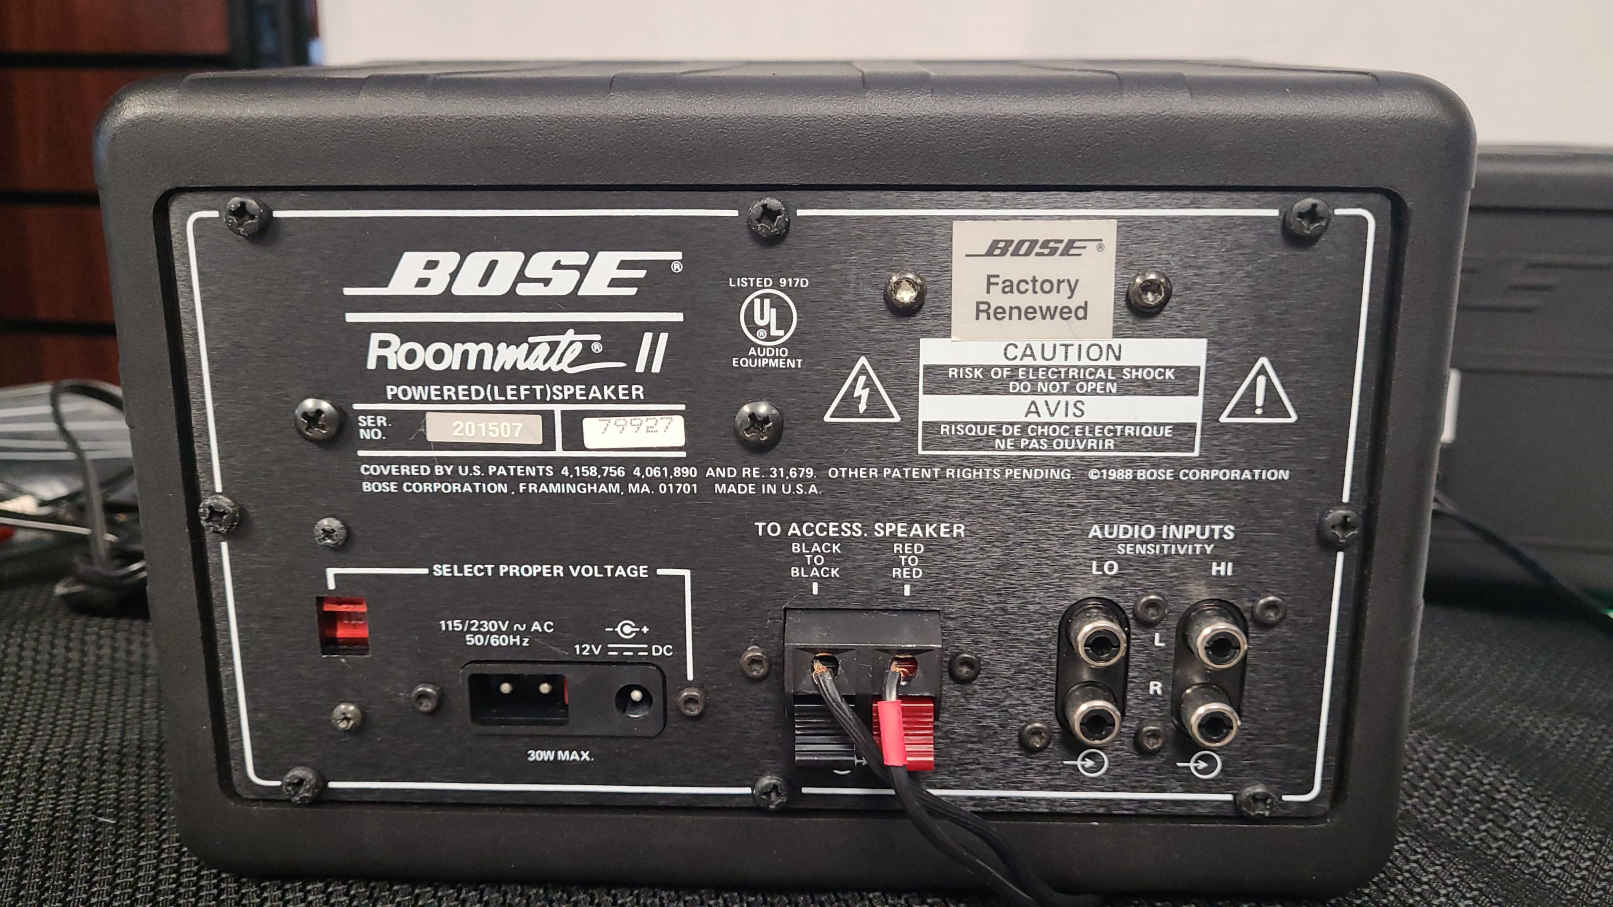 BOSE®
Roommate® II
POWERED(LEFT)SPEAKER
SER. NO.
201507
79927
LISTED 917D
UL®
AUDIO
EQUIPMENT
BOSE®
Factory
Renewed
CAUTION
RISK OF ELECTRICAL SHOCK
DO NOT OPEN
AVIS
RISQUE DE CHOC ELECTRIQUE
NE PAS OUVRIR
COVERED BY U.S. PATENTS 4,158,756 4,061,890 AND RE. 31,679. OTHER PATENT RIGHTS PENDING. ©1988 BOSE CORPORATION
BOSE CORPORATION, FRAMINGHAM, MA. 01701 MADE IN U.S.A.
SELECT PROPER VOLTAGE
115/230V ~ AC
50/60Hz
- +
12V DC
30W MAX.
TO ACCESS. SPEAKER
BLACK
TO
BLACK
RED
TO
RED
AUDIO INPUTS
SENSITIVITY
LO HI
L
R